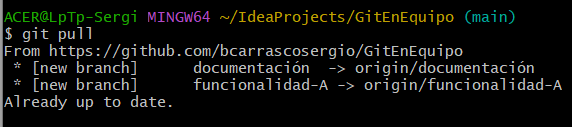 ACER@LpTp-Sergi MINGW64 ~/IdeaProjects/GitEnEquipo (main)
$ git pull
From https://github.com/bcarrascosergio/GitEnEquipo
 * [new branch]      documentación  -> origin/documentación
 * [new branch]      funcionalidad-A -> origin/funcionalidad-A
Already up to date.